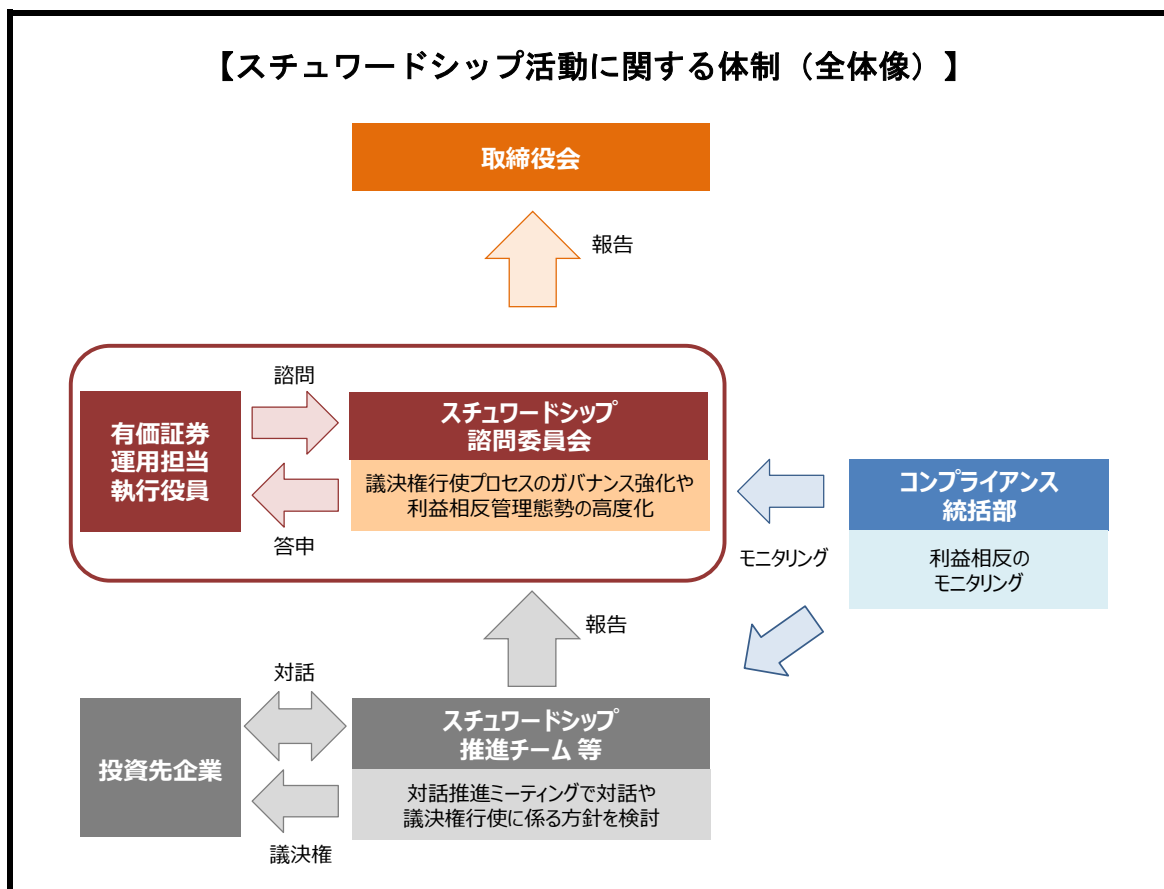 【スチュワードシップ活動に関する体制（全体像）】
取締役会
報告
諮問
有価証券
運用担当
執行役員
スチュワードシップ
諮問委員会
議決権行使プロセスのガバナンス強化や
利益相反管理態勢の高度化
答申
モニタリング
コンプライアンス
統括部
利益相反の
モニタリング
報告
対話
投資先企業
スチュワードシップ
推進チーム 等
対話推進ミーティングで対話や
議決権行使に係る方針を検討
議決権